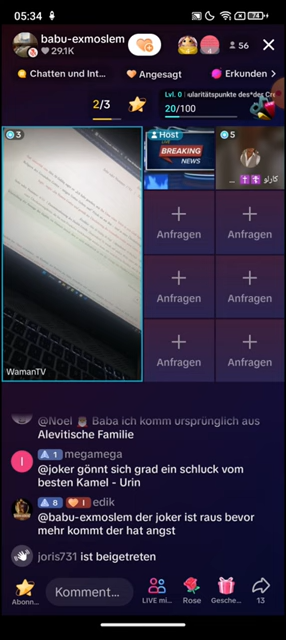 05:34
74
babu-exmoslem
29.1K
56
Chatten und Int...
Angesagt
Erkunden
2/3
Lvl. 0
ularitätspunkte des*der Cre
20/100
3
Host
BREAKING
NEWS
5
كارلو
...
Anfragen
Anfragen
Anfragen
Anfragen
Anfragen
Anfragen
WamanTV
@Noel Baba ich komm ursprünglich aus
Alevitische Familie
1 megamega
@joker gönnt sich grad ein schluck vom
besten Kamel - Urin
8 I edik
@babu-exmoslem der joker ist raus bevor
mehr kommt der hat angst
joris731 ist beigetreten
Abonn...
Komment...
LIVE mi...
Rose
Gesche...
13